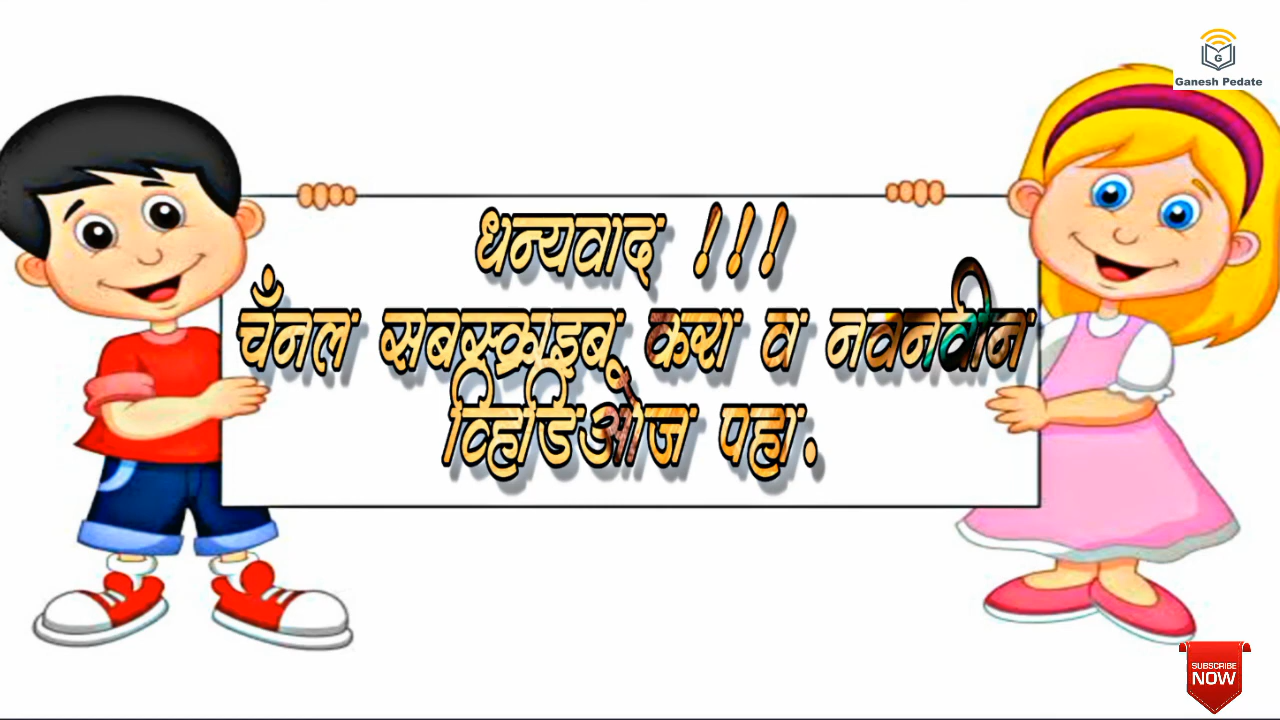 G
Ganesh Pedate
धन्यवाद !!!
चॅंनल सबस्क्राइबू करा व नवनवीन
व्हिडिओज पहा.
SUBSCRIBE
NOW